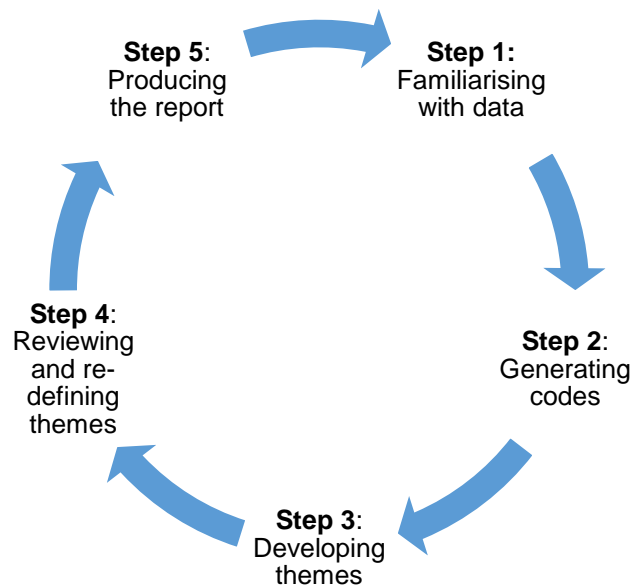 Step 1:
Familiarising
with data
Step 2:
Generating
codes
Step 3:
Developing
themes
Step 4:
Reviewing
and re-
defining
themes
Step 5:
Producing
the report